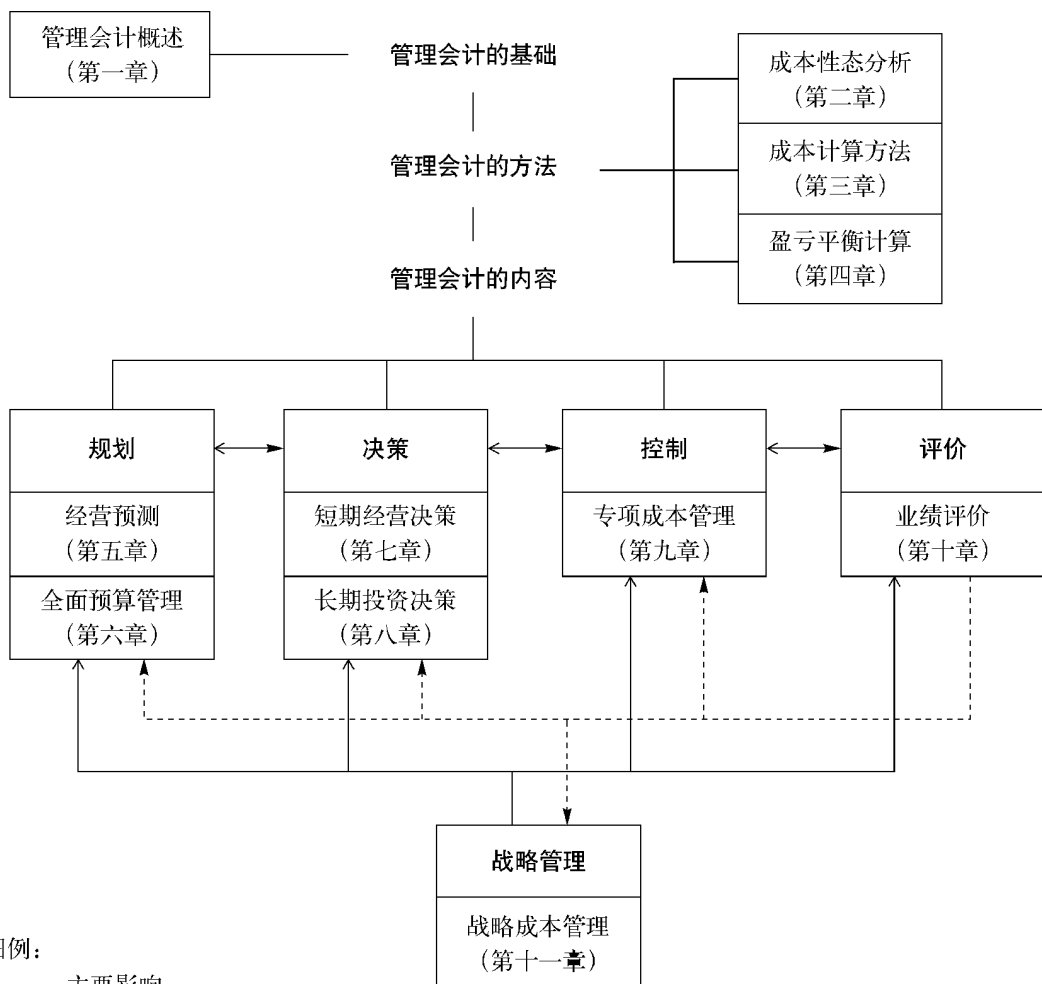 管理会计概述
（第一章）
管理会计的基础
成本性态分析
（第二章）
管理会计的方法
成本计算方法
（第三章）
盈亏平衡计算
（第四章）
管理会计的内容
规划
决策
控制
评价
经营预测
（第五章）
短期经营决策
（第七章）
专项成本管理
（第九章）
业绩评价
（第十章）
全面预算管理
（第六章）
长期投资决策
（第八章）
战略管理
战略成本管理
（第十一章）
例：